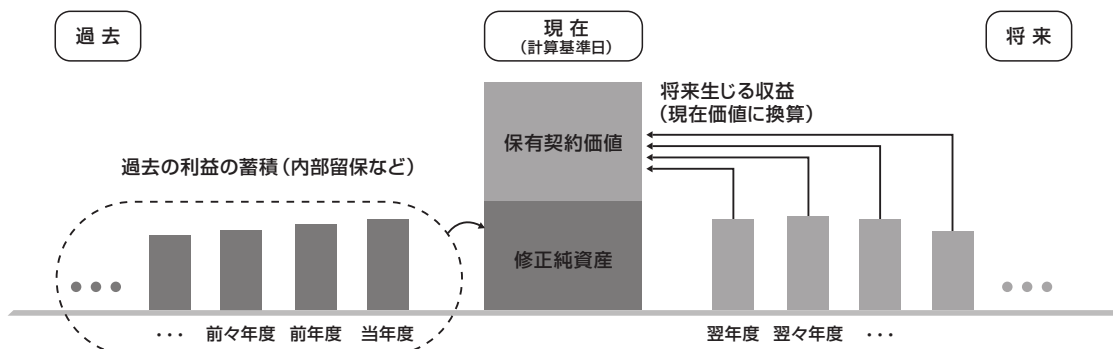 過去
現在
（計算基準日）
将来
将来生じる収益
（現在価値に換算）
保有契約価値
過去の利益の蓄積（内部留保など）
修正純資産
･･･ 前々年度 前年度 当年度
翌年度 翌々年度 ･･･